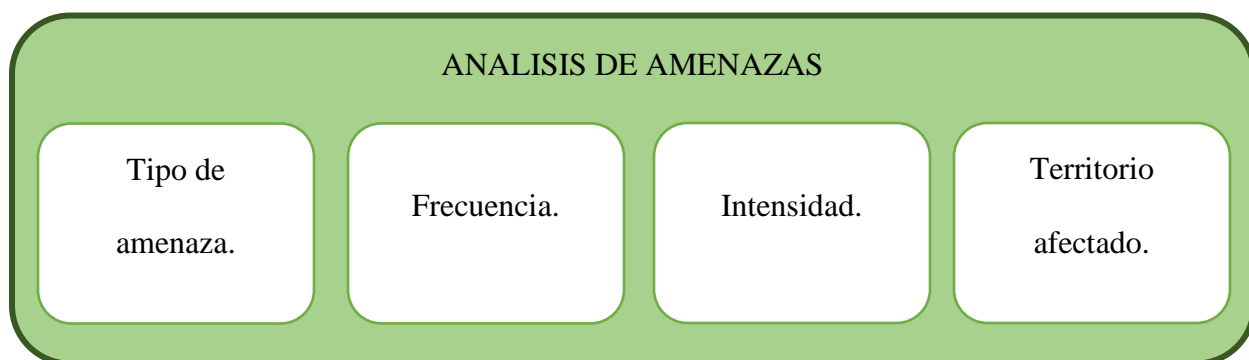 ANALISIS DE AMENAZAS
Tipo de
amenaza.
Frecuencia.
Intensidad.
Territorio
afectado.